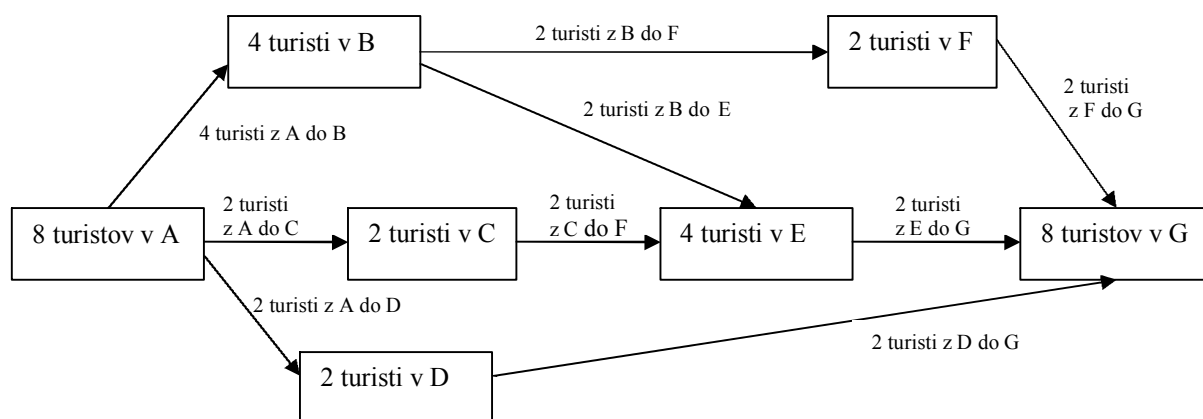 4 turisti v B
2 turisti z B do F
2 turisti v F
2 turisti
z F do G
2 turisti z B do E
4 turisti z A do B
8 turistov v A
2 turisti
z A do C
2 turisti v C
2 turisti
z C do F
4 turisti v E
2 turisti
z E do G
8 turistov v G
2 turisti z A do D
2 turisti z D do G
2 turisti v D